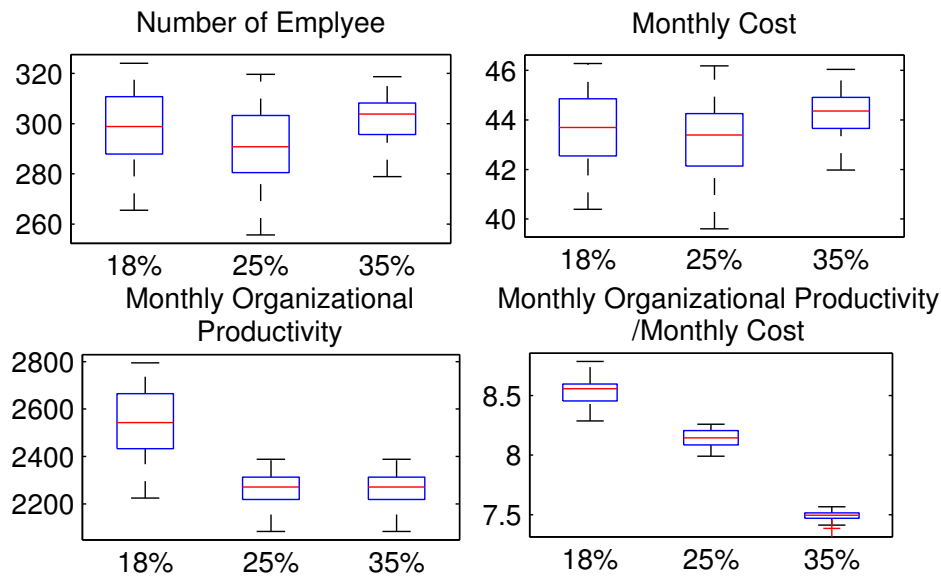 Number of Emplyee
320
300
280
260
18% 25% 35%
Monthly Cost
46
44
42
40
18% 25% 35%
Monthly Organizational
Productivity
2800
2600
2400
2200
18% 25% 35%
Monthly Organizational Productivity
/Monthly Cost
8.5
8
7.5
18% 25% 35%